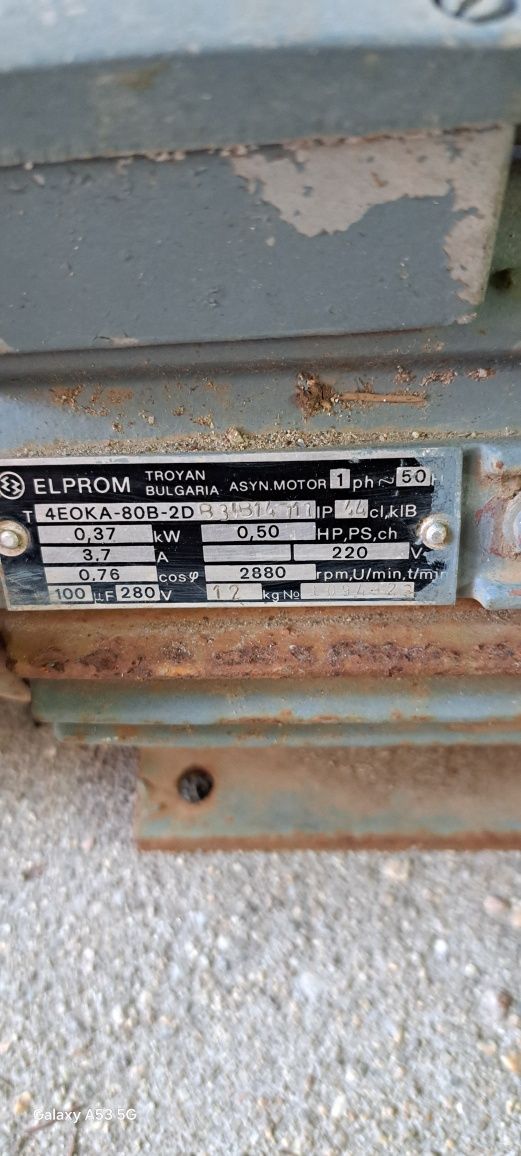 ELPROM TROYAN BULGARIA ASYN.MOTOR 1 ph~ 50
T 4EOKA-80B-2D IP 44 cl,klB
0,37 kW 0,50 HP,PS,ch
3.7 A 220 V
0.76 cosφ 2880 rpm,U/min,t/min
100 µF 280 V 12 kg №
Galaxy A53 5G